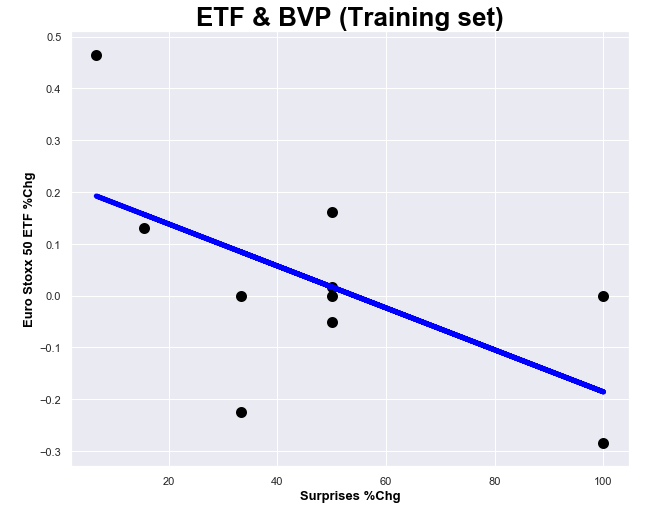 ETF & BVP (Training set)
0.5
0.4
0.3
0.2
0.1
0.0
−0.1
−0.2
−0.3
Euro Stoxx 50 ETF %Chg
20 40 60 80 100
Surprises %Chg